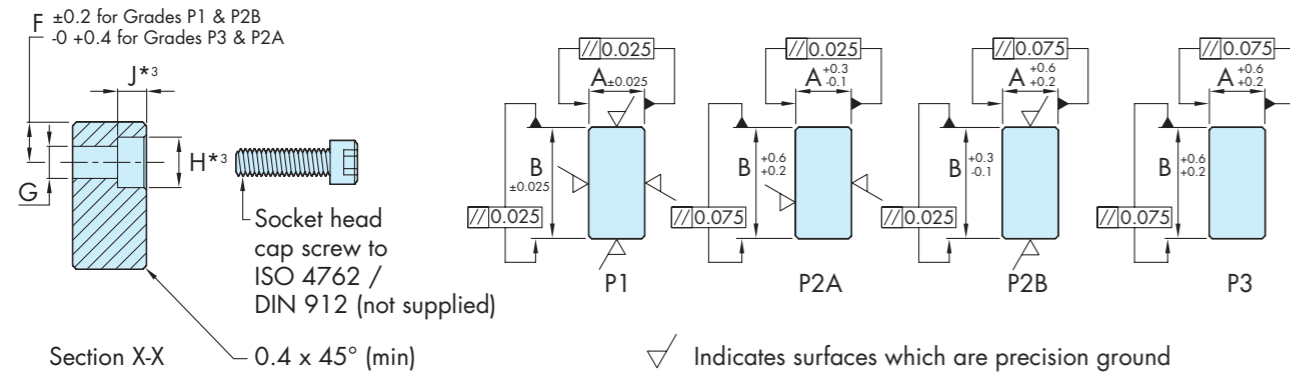 F ±0.2 for Grades P1 & P2B
-0 +0.4 for Grades P3 & P2A
J*3
H*3
G
Socket head
cap screw to
ISO 4762 /
DIN 912 (not supplied)
Section X-X
0.4 x 45° (min)
// 0.025
A ±0.025
B ±0.025
// 0.025
P1
// 0.025
A +0.3 -0.1
B +0.6 +0.2
// 0.075
P2A
// 0.075
A +0.6 +0.2
B +0.3 -0.1
// 0.025
P2B
// 0.075
A +0.6 +0.2
B +0.6 +0.2
// 0.075
P3
Indicates surfaces which are precision ground